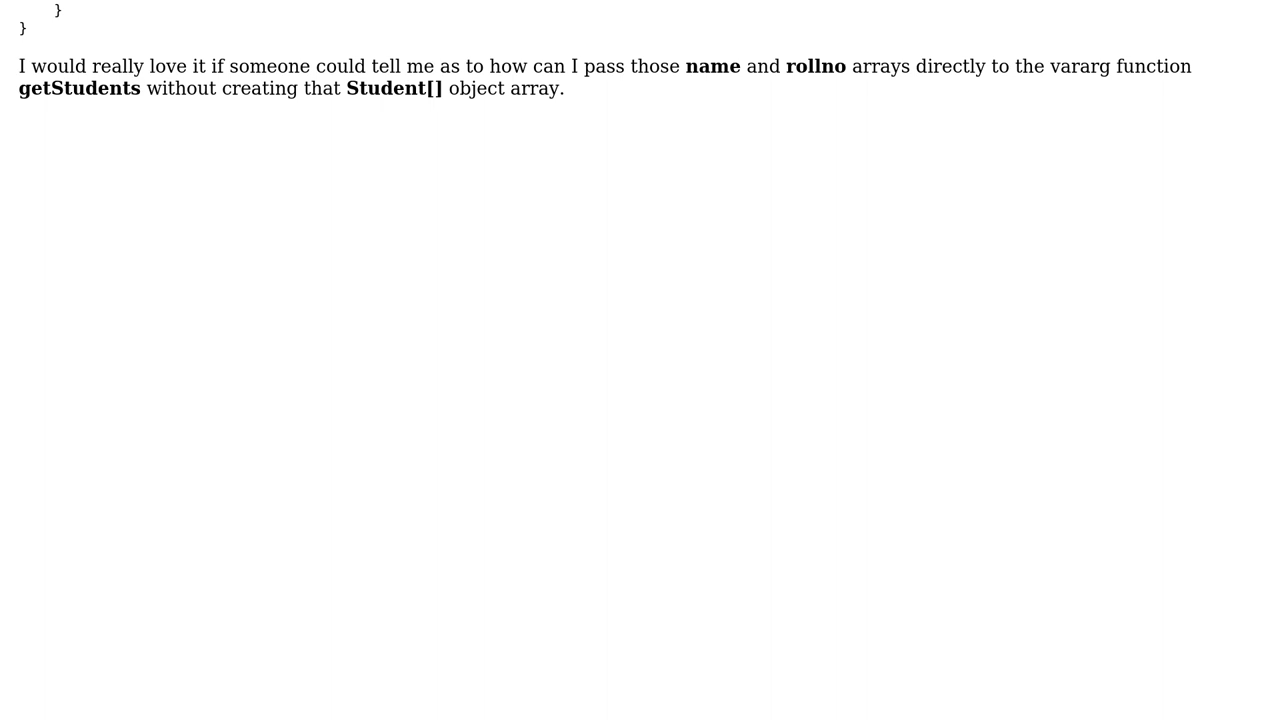 }
}
I would really love it if someone could tell me as to how can I pass those name and rollno arrays directly to the vararg function
getStudents without creating that Student[] object array.